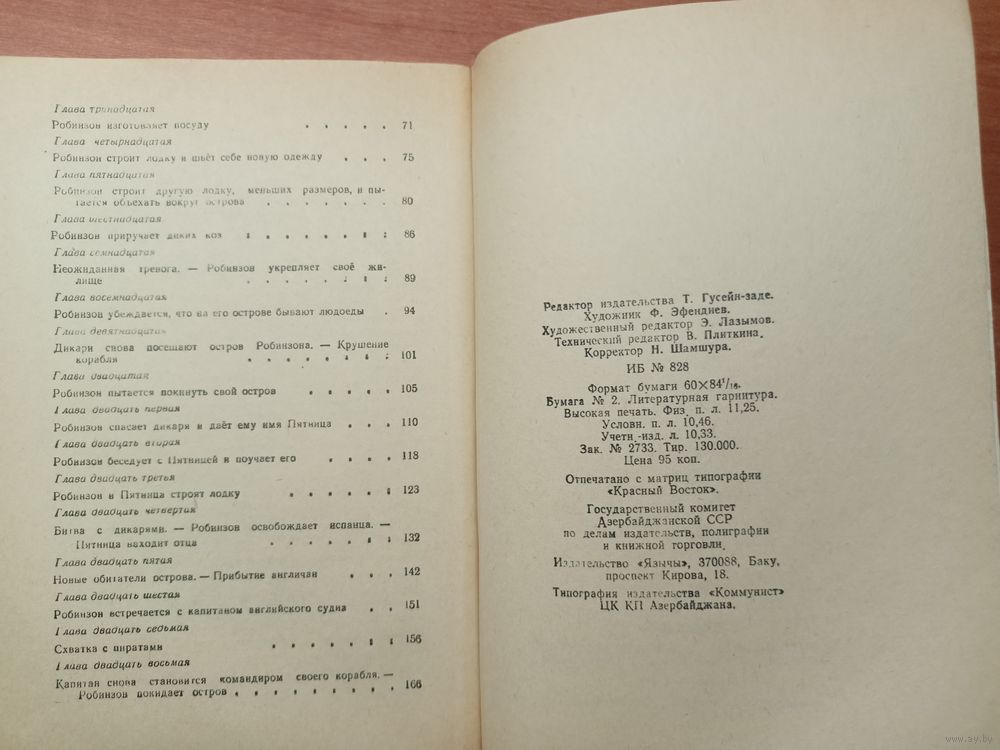 Глава тринадцатая
Робинзон изготовляет посуду . . . . . 71
Глава четырнадцатая
Робинзон строит лодку и шьёт себе новую одежду . . . 75
Глава пятнадцатая
Робинзон строит другую лодку, меньших размеров, и пы-
тается объехать вокруг острова . . . . . . . 80
Глава шестнадцатая
Робинзон приручает диких коз . . . . . . . 86
Глава семнадцатая
Неожиданная тревога. — Робинзон укрепляет своё жи-
лище . . . . . . . 89
Глава восемнадцатая
Робинзон убеждается, что на его острове бывают людоеды . 94
Глава девятнадцатая
Дикари снова посещают остров Робинзона. — Крушение
корабля . . . . . . . 101
Глава двадцатая
Робинзон пытается покинуть свой остров . . . . . 105
Глава двадцать первая
Робинзон спасает дикаря и даёт ему имя Пятница . . . 110
Глава двадцать вторая
Робинзон беседует с Пятницей и поучает его . . . . 118
Глава двадцать третья
Робинзон и Пятница строят лодку . . . . . . 123
Глава двадцать четвертая
Битва с дикарями. — Робинзон освобождает испанца. —
Пятница находит отца . . . . . . . 132
Глава двадцать пятая
Новые обитатели острова. — Прибытие англичан . . . 142
Глава двадцать шестая
Робинзон встречается с капитаном английского судна . . 151
Глава двадцать седьмая
Схватка с пиратами . . . . . . . 156
Глава двадцать восьмая
Капитан снова становится командиром своего корабля. —
Робинзон покидает остров . . . . . . . . 166
Редактор издательства Т. Гусейн-заде.
Художник Ф. Эфендиев.
Художественный редактор Э. Лазымов.
Технический редактор В. Плиткина.
Корректор Н. Шамшура.
ИБ № 828
Формат бумаги 60×84¹/₁₆.
Бумага № 2. Литературная гарнитура.
Высокая печать. Физ. п. л. 11,25.
Условн. п. л. 10,46.
Учетн.-изд. л. 10,33.
Зак. № 2733. Тир. 130.000.
Цена 95 коп.
Отпечатано с матриц типографии
«Красный Восток».
Государственный комитет
Азербайджанской ССР
по делам издательств, полиграфии
и книжной торговли.
Издательство «Язычы», 370088, Баку,
проспект Кирова, 18.
Типография издательства «Коммунист»
ЦК КП Азербайджана.
www.ay.by